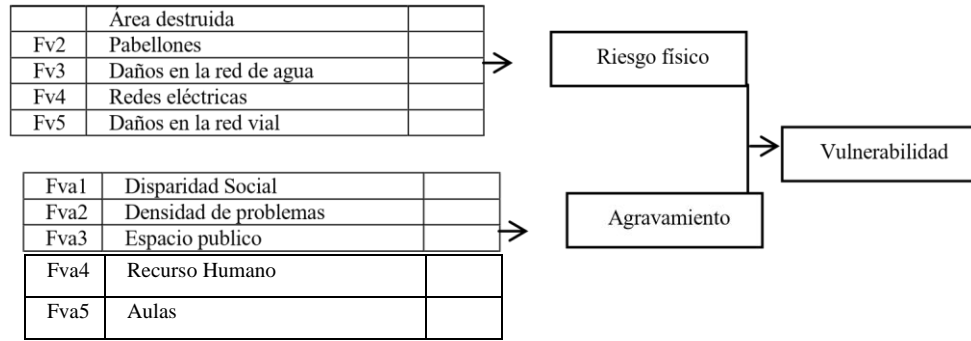 Área destruida
Fv2 Pabellones
Fv3 Daños en la red de agua
Fv4 Redes eléctricas
Fv5 Daños en la red vial
Riesgo físico
Vulnerabilidad
Fva1 Disparidad Social
Fva2 Densidad de problemas
Fva3 Espacio publico
Fva4 Recurso Humano
Fva5 Aulas
Agravamiento